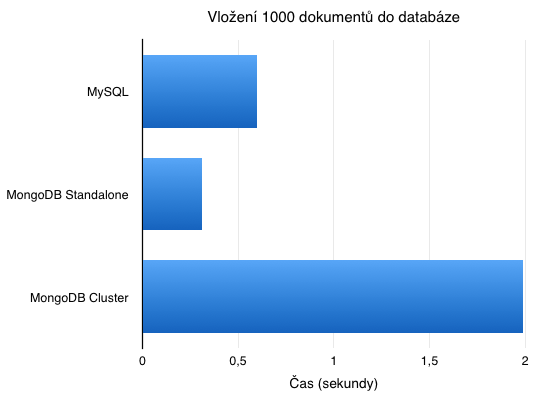 Vložení 1000 dokumentů do databáze
MySQL
MongoDB Standalone
MongoDB Cluster
0 0,5 1 1,5 2
Čas (sekundy)